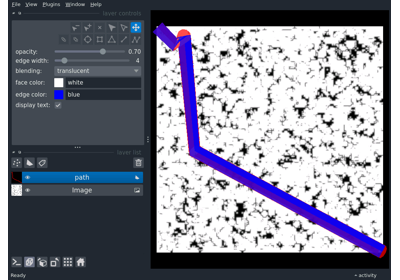 File View Plugins Window Help
layer controls
opacity: 0.70
edge width: 4
blending: translucent
face color: white
edge color: blue
display text:
layer list
path
Image
activity